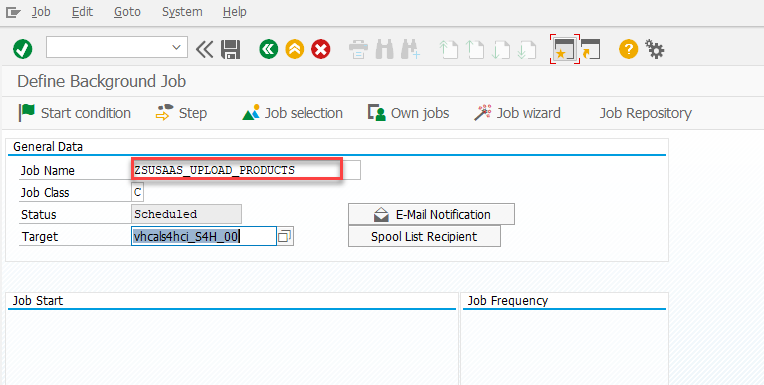 Job Edit Goto System Help
Define Background Job
Start condition Step Job selection Own jobs Job wizard Job Repository
General Data
Job Name ZSUSAAS_UPLOAD_PRODUCTS
Job Class C
Status Scheduled E-Mail Notification
Target vhcals4hci_S4H_00 Spool List Recipient
Job Start Job Frequency